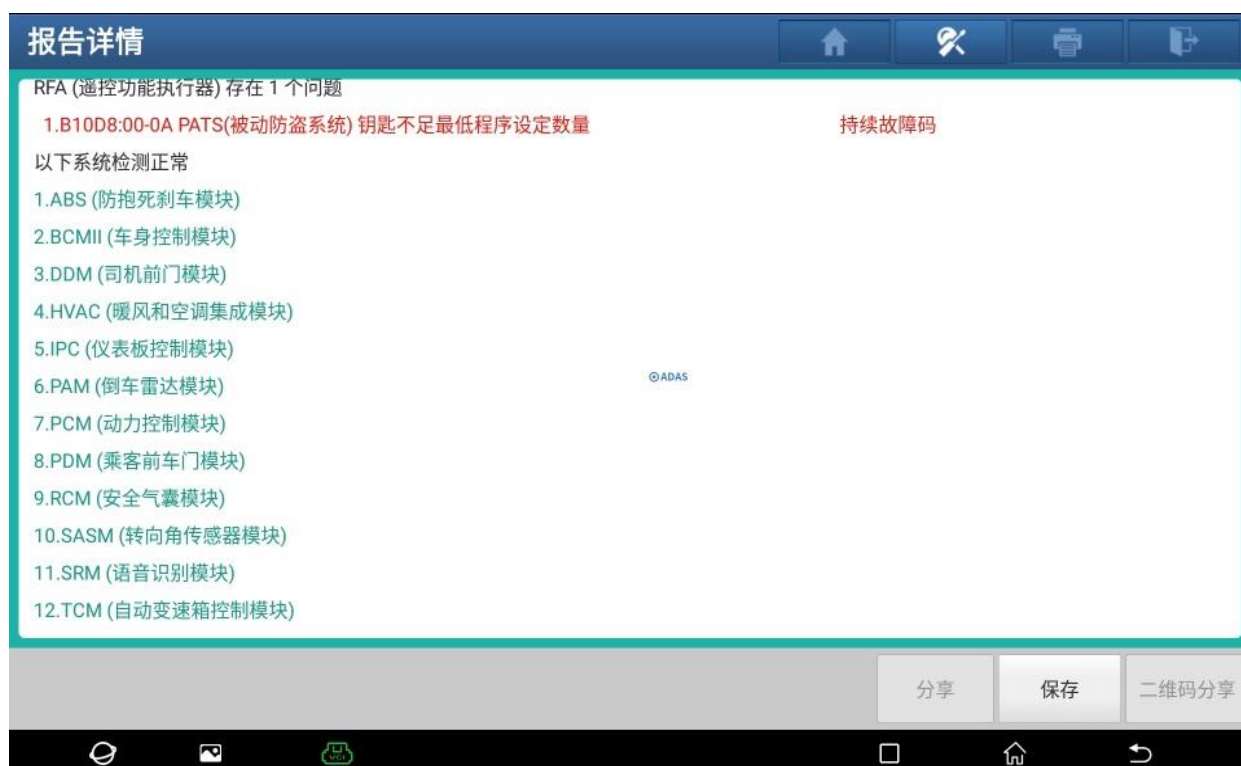 报告详情
RFA (遥控功能执行器) 存在 1 个问题
1.B10D8:00-0A PATS(被动防盗系统) 钥匙不足最低程序设定数量 持续故障码
以下系统检测正常
1.ABS (防抱死刹车模块)
2.BCMII (车身控制模块)
3.DDM (司机前门模块)
4.HVAC (暖风和空调集成模块)
5.IPC (仪表板控制模块)
6.PAM (倒车雷达模块)
ADAS
7.PCM (动力控制模块)
8.PDM (乘客前车门模块)
9.RCM (安全气囊模块)
10.SASM (转向角传感器模块)
11.SRM (语音识别模块)
12.TCM (自动变速箱控制模块)
分享 保存 二维码分享
VCI